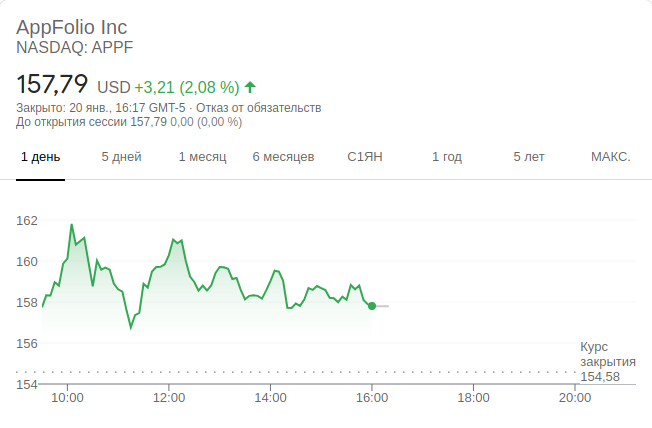 AppFolio Inc
NASDAQ: APPF
157,79 USD +3,21 (2,08 %) ↑
Закрыто: 20 янв., 16:17 GMT-5 · Отказ от обязательств
До открытия сессии 157,79 0,00 (0,00 %)
1 день 5 дней 1 месяц 6 месяцев С1ЯН 1 год 5 лет МАКС.
162
160
158
156
Курс
закрытия
154,58
154
10:00 12:00 14:00 16:00 18:00 20:00